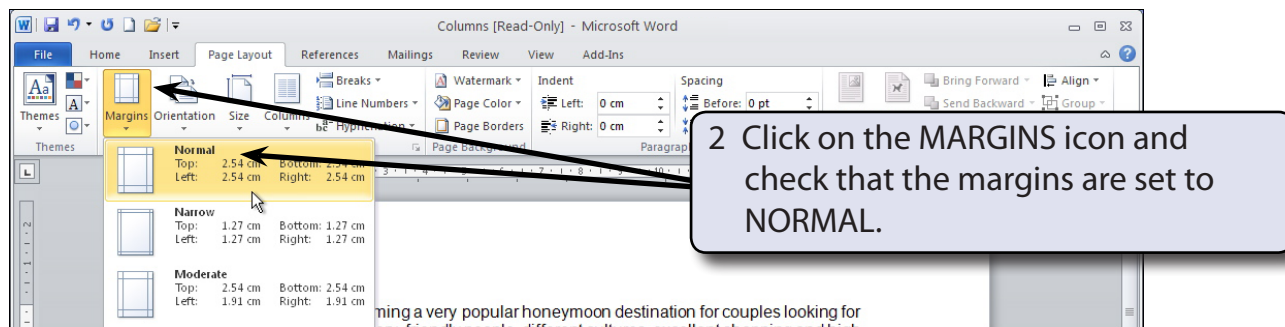 Columns [Read-Only] - Microsoft Word
File Home Insert Page Layout References Mailings Review View Add-Ins
Breaks Watermark Indent Spacing Bring Forward Align
Line Numbers Page Color Left: 0 cm Before: 0 pt Send Backward Group
Themes Margins Orientation Size Columns Hyphenation Page Borders Right: 0 cm
Themes Page Background Paragraph
2 Click on the MARGINS icon and
check that the margins are set to
NORMAL.
Normal
Top: 2.54 cm Bottom: 2.54 cm
Left: 2.54 cm Right: 2.54 cm
Narrow
Top: 1.27 cm Bottom: 1.27 cm
Left: 1.27 cm Right: 1.27 cm
Moderate
Top: 2.54 cm Bottom: 2.54 cm
Left: 1.91 cm Right: 1.91 cm
ming a very popular honeymoon destination for couples looking for